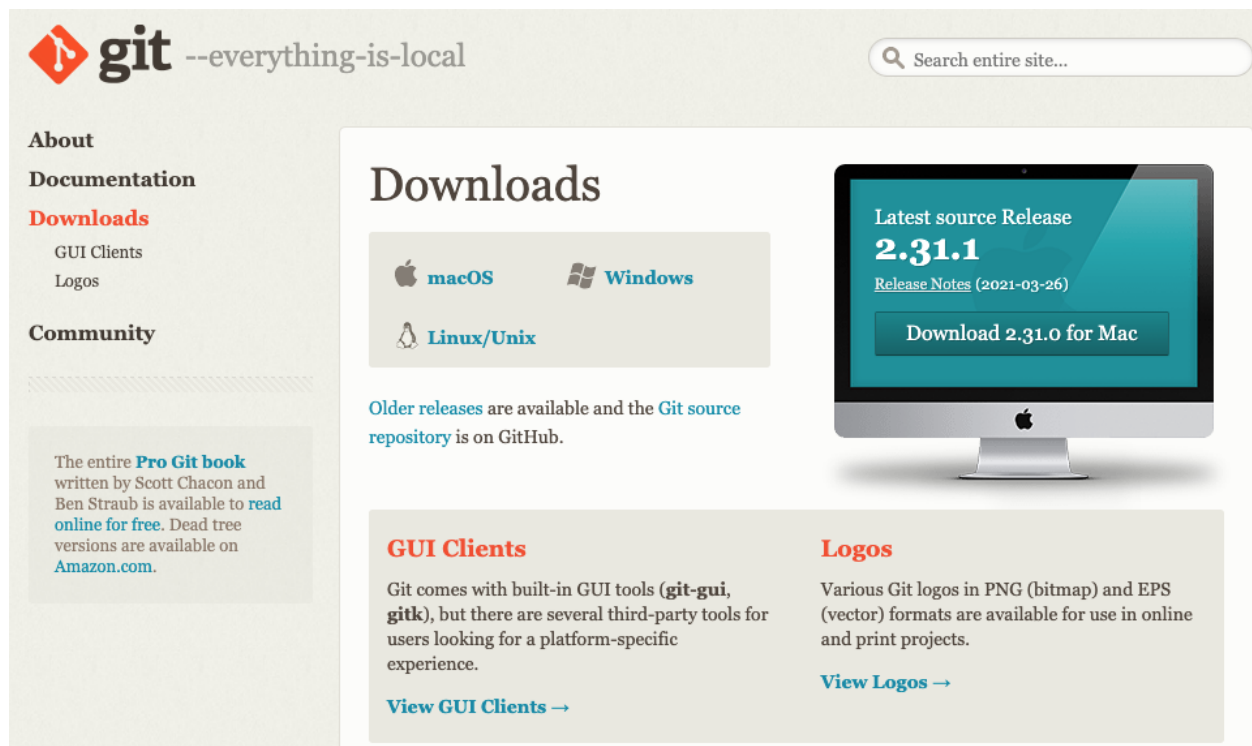 git --everything-is-local
Search entire site...
About
Documentation
Downloads
GUI Clients
Logos
Community
The entire Pro Git book
written by Scott Chacon and
Ben Straub is available to read
online for free. Dead tree
versions are available on
Amazon.com.
Downloads
macOS
Windows
Linux/Unix
Older releases are available and the Git source
repository is on GitHub.
Latest source Release
2.31.1
Release Notes (2021-03-26)
Download 2.31.0 for Mac
GUI Clients
Git comes with built-in GUI tools (git-gui,
gitk), but there are several third-party tools for
users looking for a platform-specific
experience.
View GUI Clients →
Logos
Various Git logos in PNG (bitmap) and EPS
(vector) formats are available for use in online
and print projects.
View Logos →